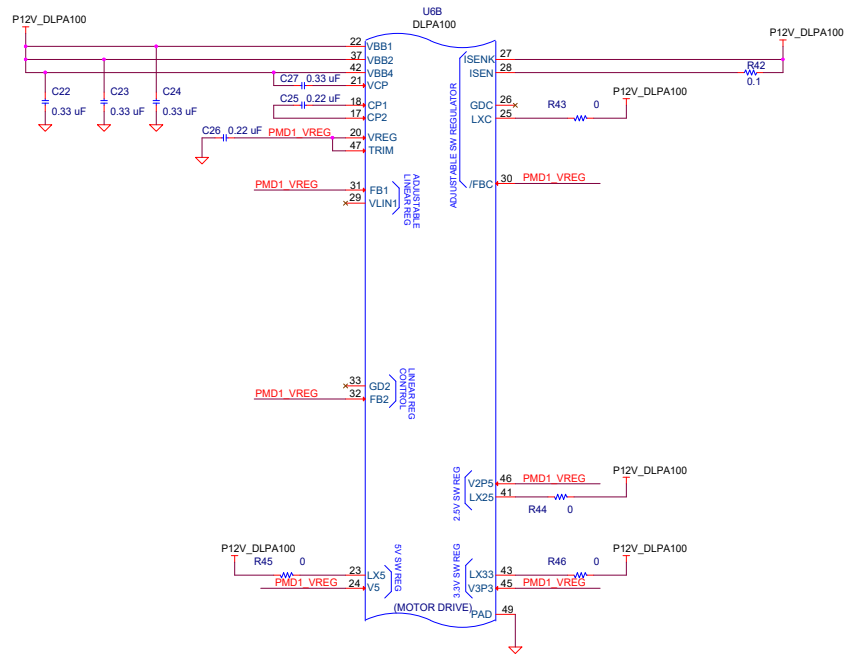 U6B
DLPA100
P12V_DLPA100
P12V_DLPA100
22 VBB1
37 VBB2
42 VBB4
C27 0.33 uF 21 VCP
C25 0.22 uF 18 CP1
17 CP2
C22 0.33 uF
C23 0.33 uF
C24 0.33 uF
C26 0.22 uF PMD1_VREG 20 VREG
47 TRIM
PMD1_VREG 31 FB1
29 VLIN1
ADJUSTABLE
LINEAR REG
ISENK 27
ISEN 28
R42
0.1
GDC 26
LXC 25
R43 0
P12V_DLPA100
/FBC 30 PMD1_VREG
ADJUSTABLE SW REGULATOR
33 GD2
PMD1_VREG 32 FB2
LINEAR REG
CONTROL
V2P5 46 PMD1_VREG
LX25 41
R44 0
P12V_DLPA100
2.5V SW REG
P12V_DLPA100
R45 0
23 LX5
PMD1_VREG 24 V5
5V SW REG
3.3V SW REG
LX33 43
R46 0
P12V_DLPA100
V3P3 45 PMD1_VREG
(MOTOR DRIVE)
PAD 49